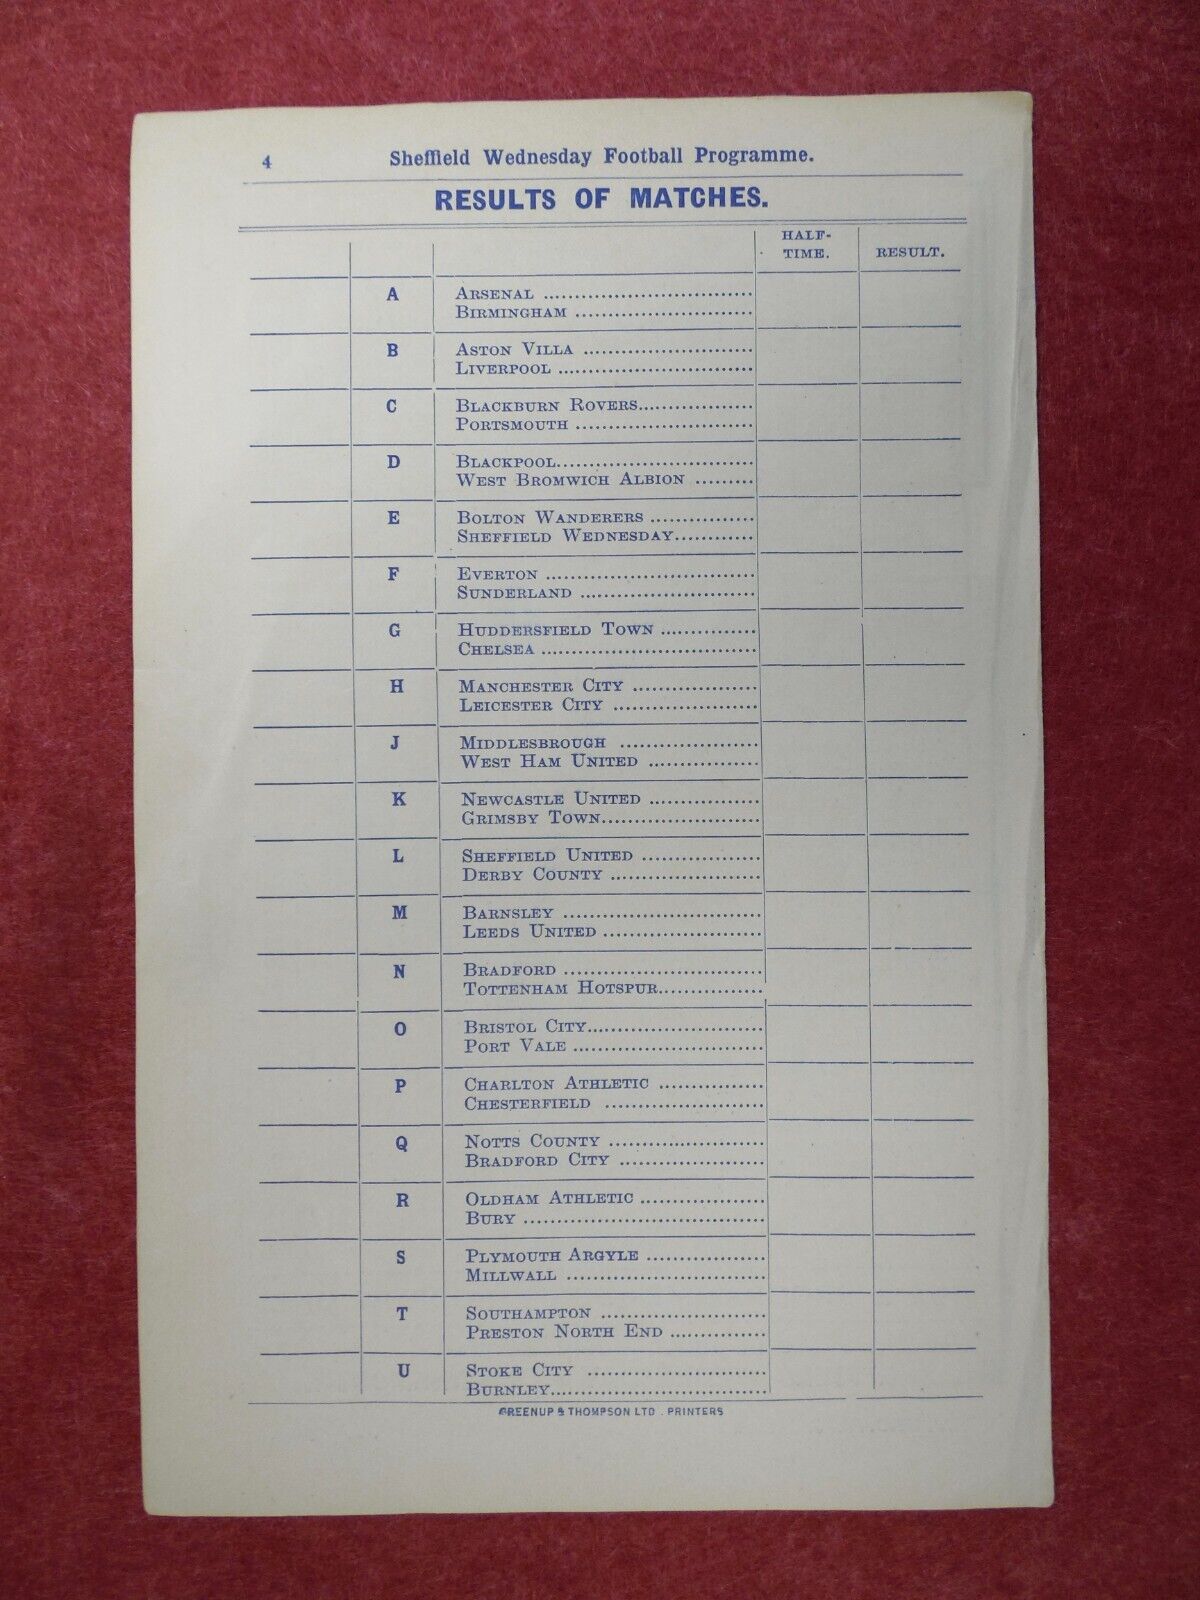 4 Sheffield Wednesday Football Programme.
RESULTS OF MATCHES.
HALF-
TIME. RESULT.
A ARSENAL ................................
BIRMINGHAM ...........................
B ASTON VILLA ..........................
LIVERPOOL ..............................
C BLACKBURN ROVERS..................
PORTSMOUTH ...........................
D BLACKPOOL..............................
WEST BROMWICH ALBION .........
E BOLTON WANDERERS ................
SHEFFIELD WEDNESDAY............
F EVERTON ................................
SUNDERLAND ...........................
G HUDDERSFIELD TOWN ...............
CHELSEA .................................
H MANCHESTER CITY ...................
LEICESTER CITY ......................
J MIDDLESBROUGH .....................
WEST HAM UNITED .................
K NEWCASTLE UNITED .................
GRIMSBY TOWN........................
L SHEFFIELD UNITED ..................
DERBY COUNTY .......................
M BARNSLEY ..............................
LEEDS UNITED ........................
N BRADFORD ..............................
TOTTENHAM HOTSPUR................
O BRISTOL CITY...........................
PORT VALE .............................
P CHARLTON ATHLETIC ................
CHESTERFIELD ........................
Q NOTTS COUNTY ........................
BRADFORD CITY ......................
R OLDHAM ATHLETIC ...................
BURY .....................................
S PLYMOUTH ARGYLE ..................
MILLWALL ..............................
T SOUTHAMPTON .........................
PRESTON NORTH END ...............
U STOKE CITY ...........................
BURNLEY.................................
GREENUP & THOMPSON LTD . PRINTERS